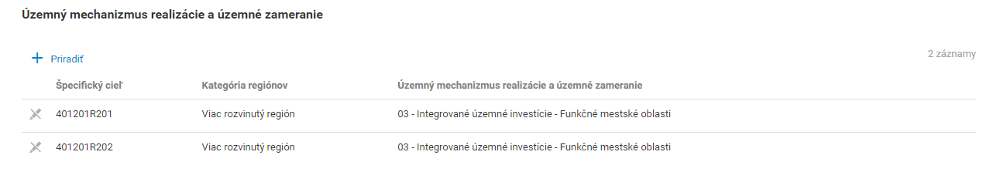 Územný mechanizmus realizácie a územné zameranie
Priradiť
2 záznamy
Špecifický cieľ Kategória regiónov Územný mechanizmus realizácie a územné zameranie
401201R201 Viac rozvinutý región 03 - Integrované územné investície - Funkčné mestské oblasti
401201R202 Viac rozvinutý región 03 - Integrované územné investície - Funkčné mestské oblasti